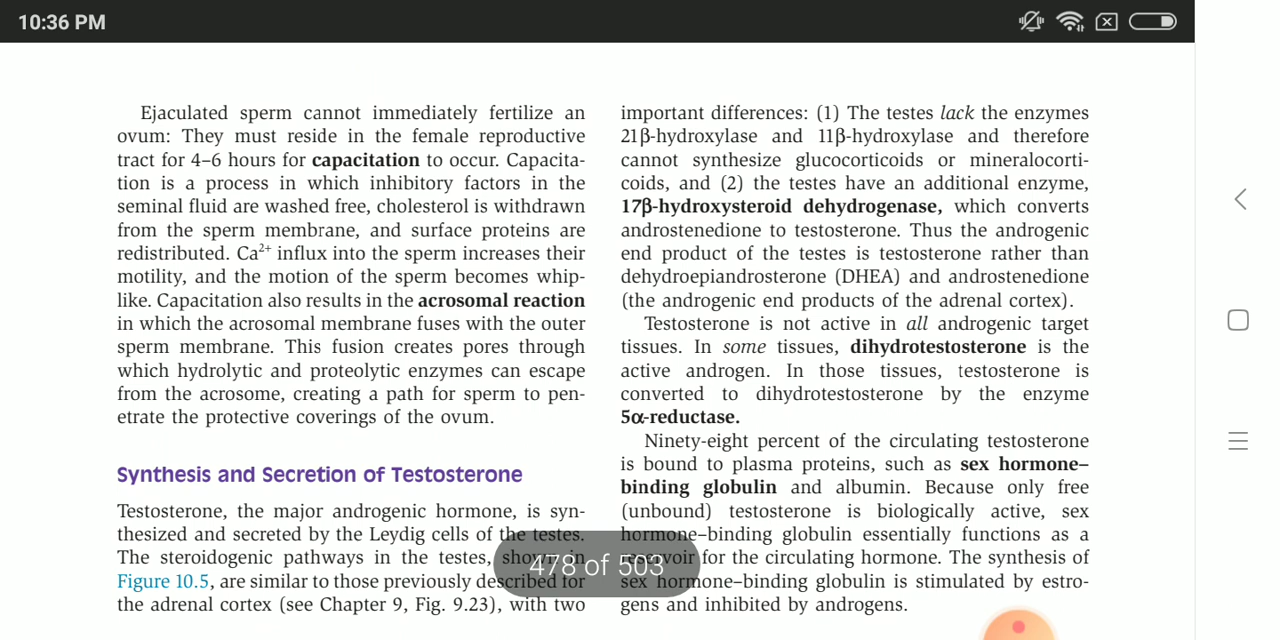 10:36 PM
Ejaculated sperm cannot immediately fertilize an
ovum: They must reside in the female reproductive
tract for 4–6 hours for capacitation to occur. Capacita-
tion is a process in which inhibitory factors in the
seminal fluid are washed free, cholesterol is withdrawn
from the sperm membrane, and surface proteins are
redistributed. Ca²⁺ influx into the sperm increases their
motility, and the motion of the sperm becomes whip-
like. Capacitation also results in the acrosomal reaction
in which the acrosomal membrane fuses with the outer
sperm membrane. This fusion creates pores through
which hydrolytic and proteolytic enzymes can escape
from the acrosome, creating a path for sperm to pen-
etrate the protective coverings of the ovum.
Synthesis and Secretion of Testosterone
Testosterone, the major androgenic hormone, is syn-
thesized and secreted by the Leydig cells of the testes.
The steroidogenic pathways in the testes, shown in
Figure 10.5, are similar to those previously described for
the adrenal cortex (see Chapter 9, Fig. 9.23), with two
important differences: (1) The testes lack the enzymes
21β-hydroxylase and 11β-hydroxylase and therefore
cannot synthesize glucocorticoids or mineralocorti-
coids, and (2) the testes have an additional enzyme,
17β-hydroxysteroid dehydrogenase, which converts
androstenedione to testosterone. Thus the androgenic
end product of the testes is testosterone rather than
dehydroepiandrosterone (DHEA) and androstenedione
(the androgenic end products of the adrenal cortex).
Testosterone is not active in all androgenic target
tissues. In some tissues, dihydrotestosterone is the
active androgen. In those tissues, testosterone is
converted to dihydrotestosterone by the enzyme
5α-reductase.
Ninety-eight percent of the circulating testosterone
is bound to plasma proteins, such as sex hormone–
binding globulin and albumin. Because only free
(unbound) testosterone is biologically active, sex
hormone–binding globulin essentially functions as a
reservoir for the circulating hormone. The synthesis of
sex hormone–binding globulin is stimulated by estro-
gens and inhibited by androgens.
478 of 503